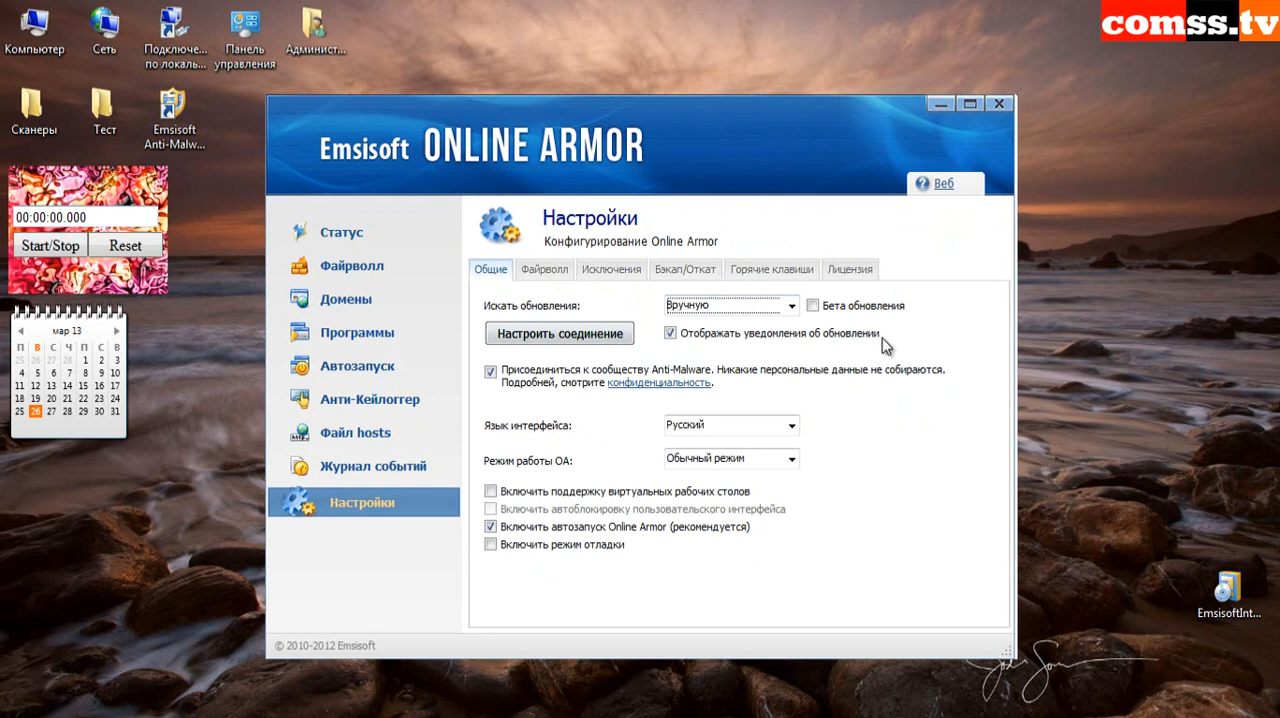 comss.tv
Компьютер
Сеть
Подключе...
по локаль...
Панель
управления
Админист...
Сканеры
Тест
Emsisoft
Anti-Malw...
00:00:00.000
Start/Stop
Reset
мар 13
П В С Ч П С В
25 26 27 28 1 2 3
4 5 6 7 8 9 10
11 12 13 14 15 16 17
18 19 20 21 22 23 24
25 26 27 28 29 30 31
Emsisoft ONLINE ARMOR
Веб
Статус
Файрволл
Домены
Программы
Автозапуск
Анти-Кейлоггер
Файл hosts
Журнал событий
Настройки
Настройки
Конфигурирование Online Armor
Общие
Файрволл
Исключения
Бэкап/Откат
Горячие клавиши
Лицензия
Искать обновления:
Вручную
Бета обновления
Настроить соединение
Отображать уведомления об обновлении
Присоединиться к сообществу Anti-Malware. Никакие персональные данные не собираются.
Подробней, смотрите конфиденциальность.
Язык интерфейса:
Русский
Режим работы OA:
Обычный режим
Включить поддержку виртуальных рабочих столов
Включить автоблокировку пользовательского интерфейса
Включить автозапуск Online Armor (рекомендуется)
Включить режим отладки
© 2010-2012 Emsisoft
EmsisoftInt...